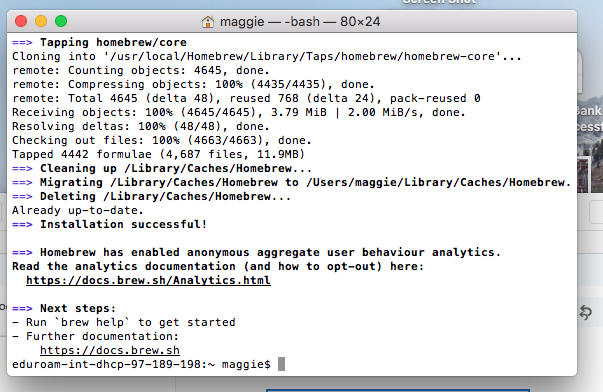 Screen Shot
maggie — -bash — 80×24
==> Tapping homebrew/core
Cloning into '/usr/local/Homebrew/Library/Taps/homebrew/homebrew-core'...
remote: Counting objects: 4645, done.
remote: Compressing objects: 100% (4435/4435), done.
remote: Total 4645 (delta 48), reused 768 (delta 24), pack-reused 0
Receiving objects: 100% (4645/4645), 3.79 MiB | 2.00 MiB/s, done.
Resolving deltas: 100% (48/48), done.
Checking out files: 100% (4663/4663), done.
Tapped 4442 formulae (4,687 files, 11.9MB)
==> Cleaning up /Library/Caches/Homebrew...
==> Migrating /Library/Caches/Homebrew to /Users/maggie/Library/Caches/Homebrew.
==> Deleting /Library/Caches/Homebrew...
Already up-to-date.
==> Installation successful!
==> Homebrew has enabled anonymous aggregate user behaviour analytics.
Read the analytics documentation (and how to opt-out) here:
https://docs.brew.sh/Analytics.html
==> Next steps:
- Run `brew help` to get started
- Further documentation:
https://docs.brew.sh
eduroam-int-dhcp-97-189-198:~ maggie$
Bank